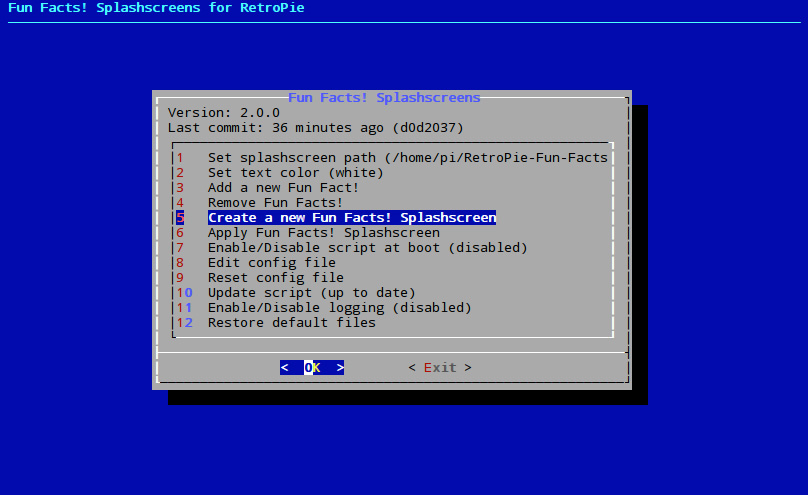 Fun Facts! Splashscreens for RetroPie
Fun Facts! Splashscreens
Version: 2.0.0
Last commit: 36 minutes ago (d0d2037)
1 Set splashscreen path (/home/pi/RetroPie-Fun-Facts
2 Set text color (white)
3 Add a new Fun Fact!
4 Remove Fun Facts!
5 Create a new Fun Facts! Splashscreen
6 Apply Fun Facts! Splashscreen
7 Enable/Disable script at boot (disabled)
8 Edit config file
9 Reset config file
10 Update script (up to date)
11 Enable/Disable logging (disabled)
12 Restore default files
< OK > < Exit >